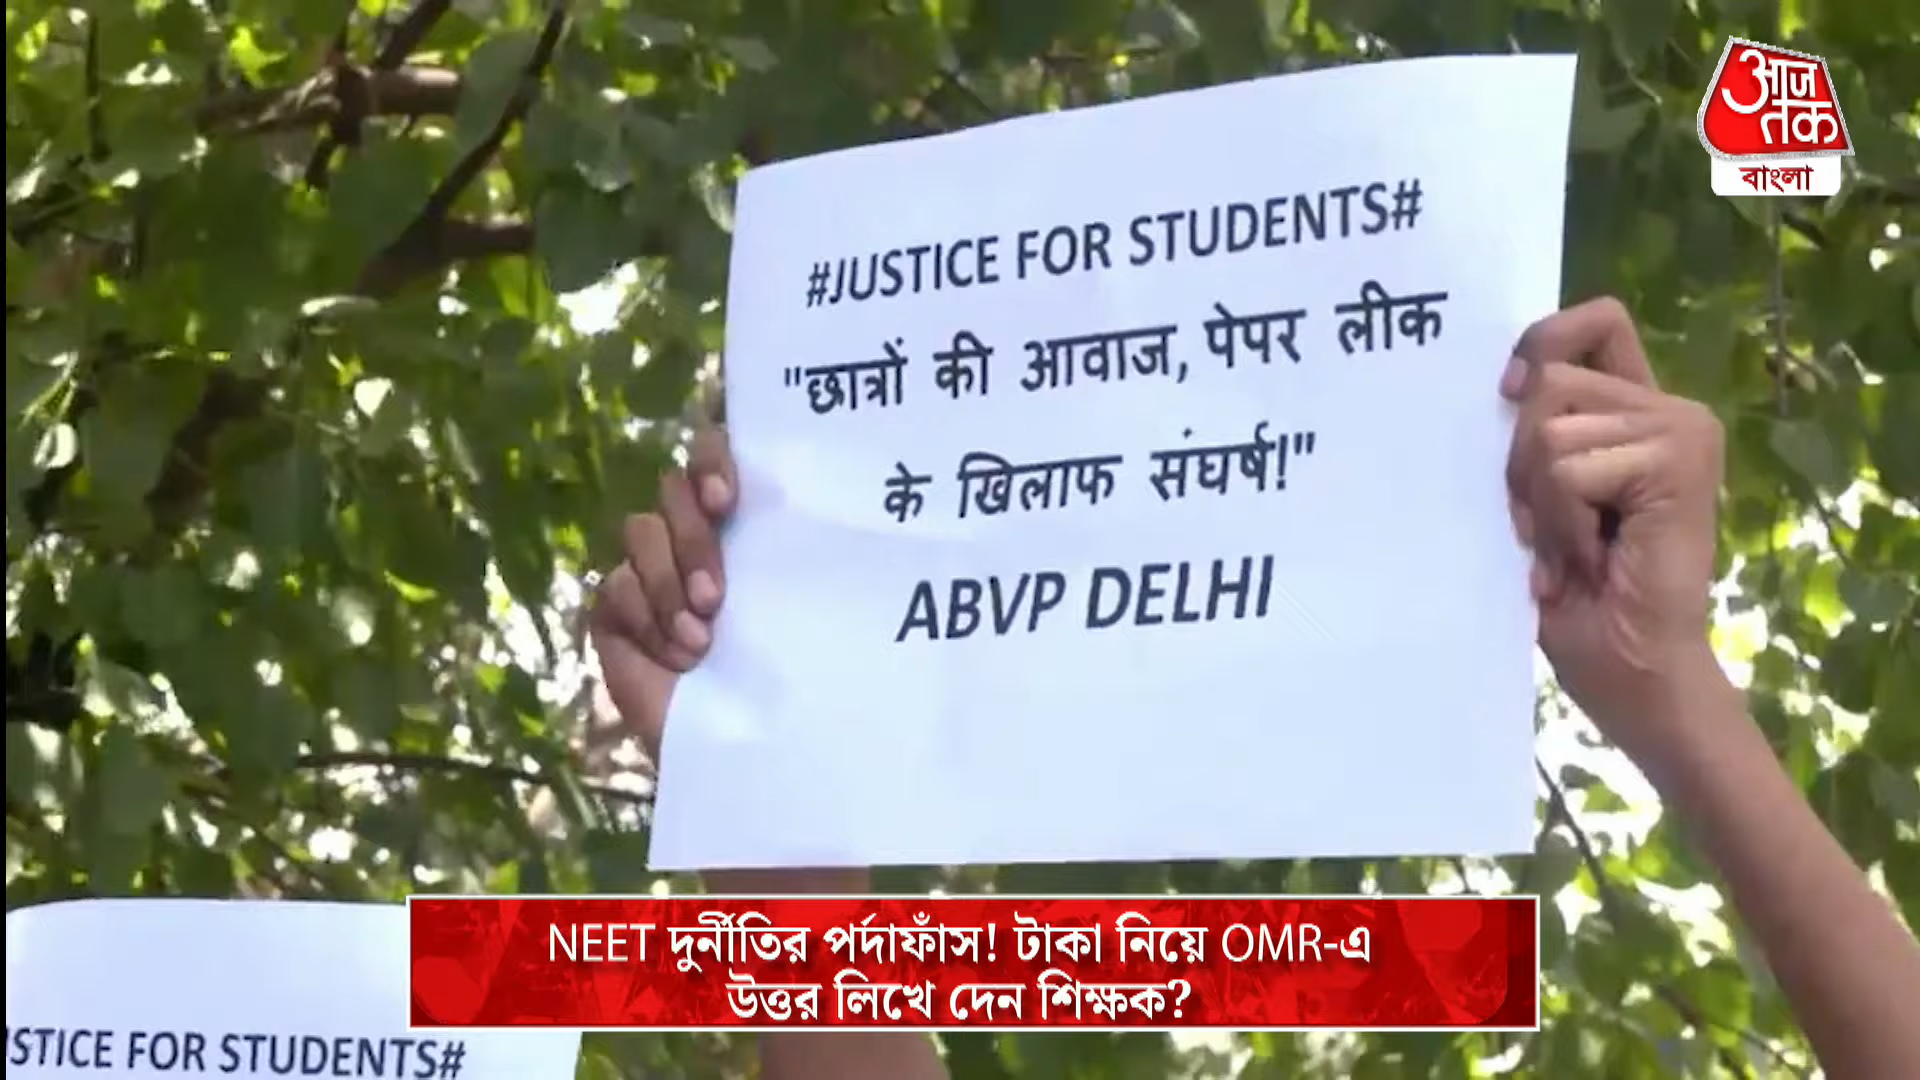 आज
तक
বাংলা
#JUSTICE FOR STUDENTS#
"छात्रों की आवाज, पेपर लीक
के खिलाफ संघर्ष!"
ABVP DELHI
NEET দুর্নীতির পর্দাফাঁস! টাকা নিয়ে OMR-এ
উত্তর লিখে দেন শিক্ষক?
STICE FOR STUDENTS#